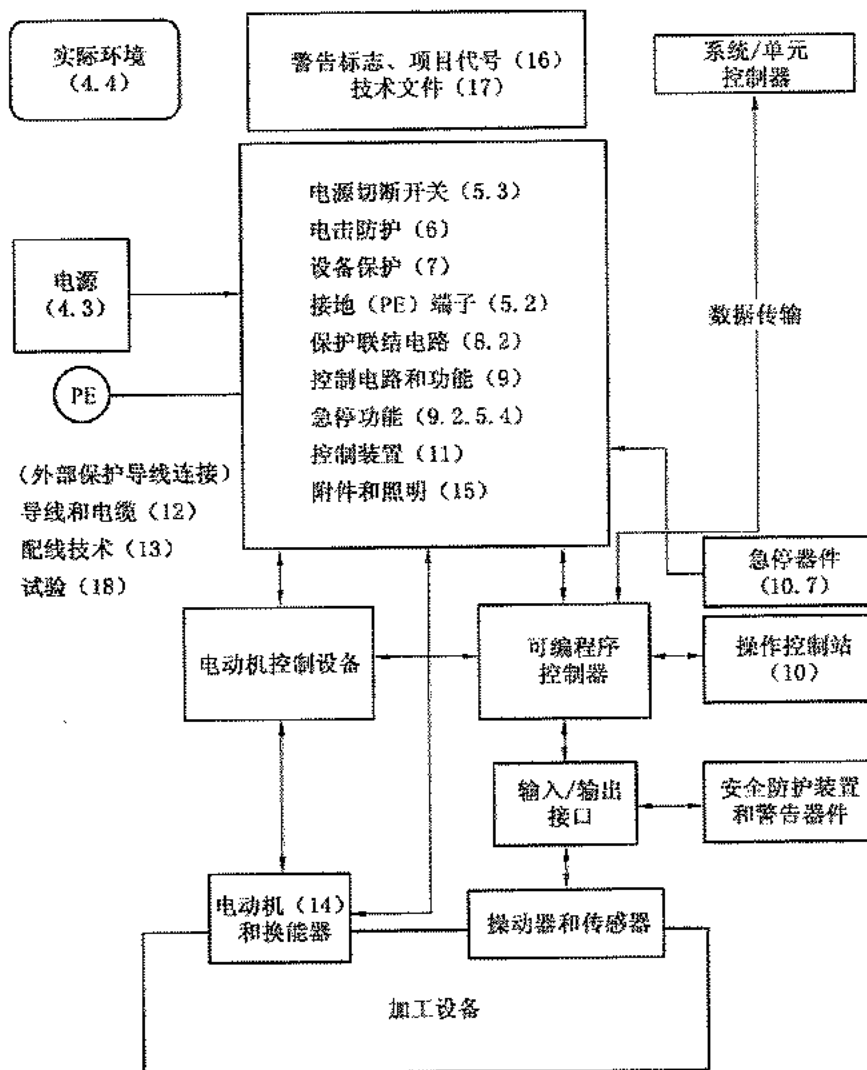 实际环境
(4.4)
警告标志、项目代号(16)
技术文件(17)
系统/单元
控制器
电源切断开关(5.3)
电击防护(6)
设备保护(7)
接地(PE)端子(5.2)
保护联结电路(8.2)
控制电路和功能(9)
急停功能(9.2.5.4)
控制装置(11)
附件和照明(15)
电源
(4.3)
PE
数据传输
(外部保护导线连接)
导线和电缆(12)
配线技术(13)
试验(18)
急停器件
(10.7)
电动机控制设备
可编程序
控制器
操作控制站
(10)
输入/输出
接口
安全防护装置
和警告器件
电动机(14)
和换能器
操动器和传感器
加工设备